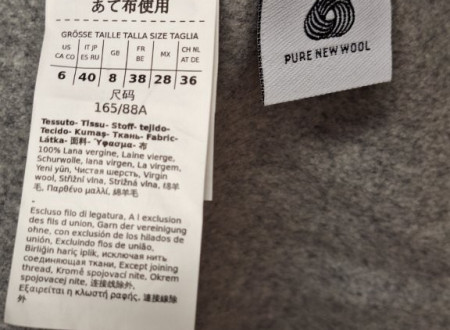 あて布使用
GRÖSSE TAILLE TALLA SIZE TAGLIA
US IT JP GB FR MX CH NL
CA CO ES RU BE AT DE
6 40 8 38 28 36
尺码
165/88A
Tessuto- Tissu- Stoff- tejido-
Tecido- Kumaş- Ткань- Fabric-
Látka- 面料- Ύφασμα- 布
100% Lana vergine, Laine vierge,
Schurwolle, lana virgen, Lã virgem,
Yeni yün, Чистая шерсть, Virgin
wool, Střižní vlna, Strižná vlna, 绵羊
毛, Παρθένο μαλλί, 綿羊毛
-
Escluso filo di legatura, A l exclusion
des fils d union, Garn der vereinigung
ohne, con exclusión de los hilados de
unión, Excluindo fios de união,
Birliğin hariç iplik, исключая нить
соединяющая ткани, Except joining
thread, Kromě spojovací nite, Okrem
spojovacej nite, 连接线除外,
Εξαιρείται η κλωστή ραφής, 連接線除
外
PURE NEW WOOL